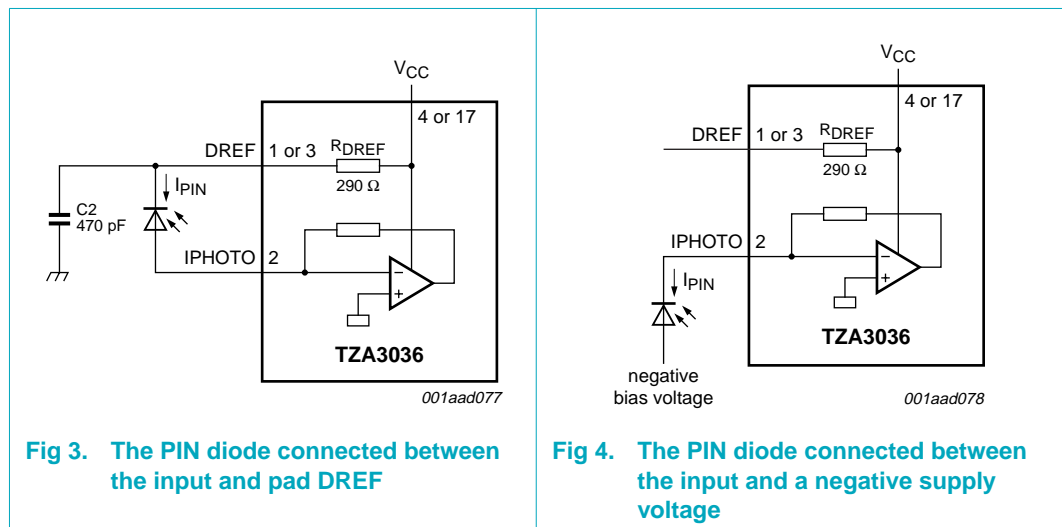 VCC
4 or 17
DREF 1 or 3 RDREF
290 Ω
IPIN
C2
470 pF
IPHOTO 2
−
+
TZA3036
001aad077
Fig 3. The PIN diode connected between
the input and pad DREF
VCC
4 or 17
DREF 1 or 3 RDREF
290 Ω
IPHOTO 2
IPIN
−
+
TZA3036
negative
bias voltage
001aad078
Fig 4. The PIN diode connected between
the input and a negative supply
voltage